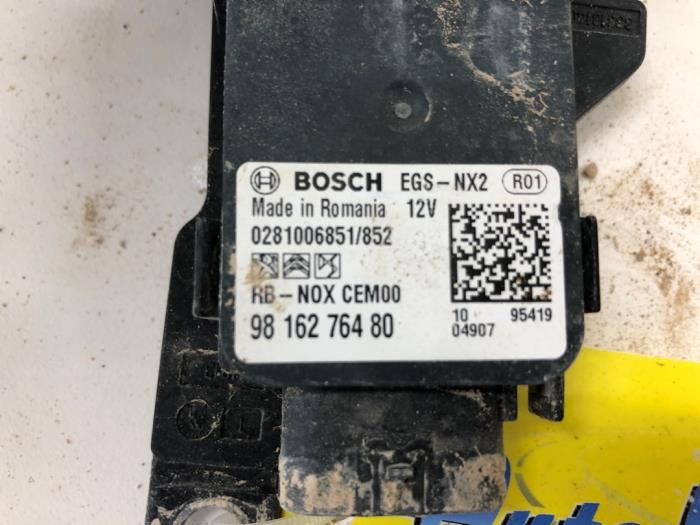 BOSCH EGS-NX2 R01
Made in Romania 12V
0281006851/852
RB-NOX CEM00
98 162 764 80
10 95419
04907